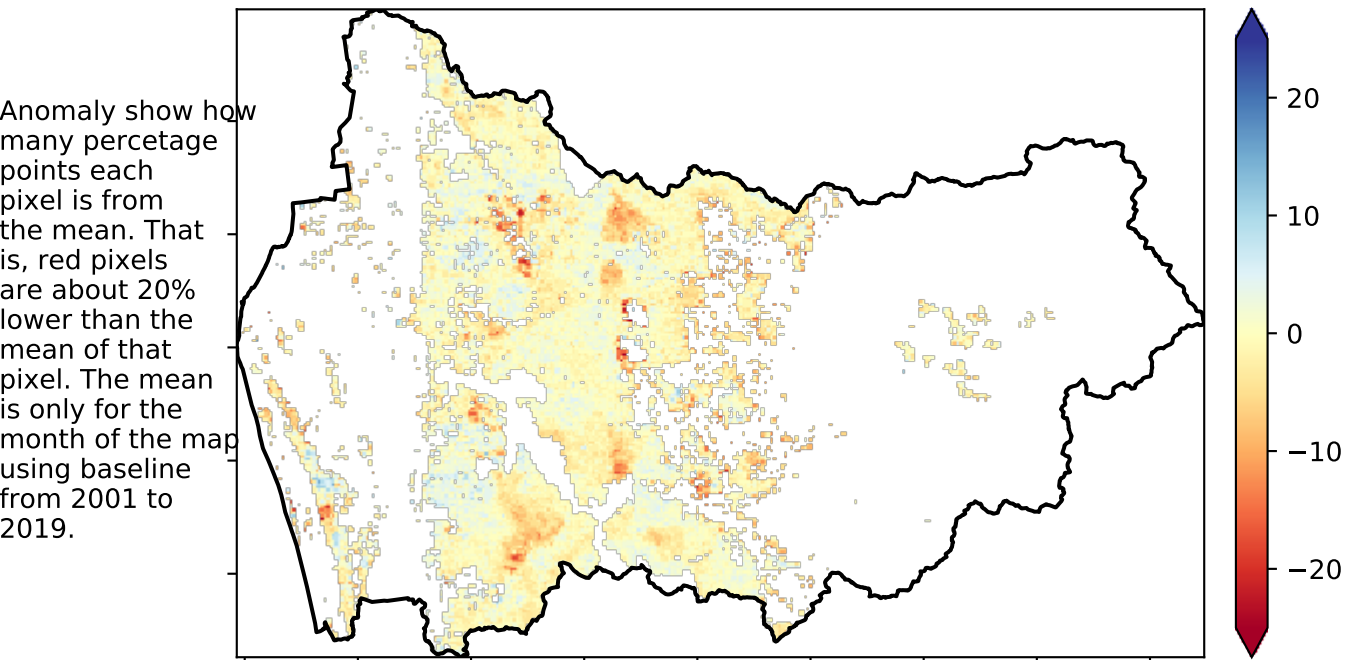 Anomaly show how
many percetage
points each
pixel is from
the mean. That
is, red pixels
are about 20%
lower than the
mean of that
pixel. The mean
is only for the
month of the map
using baseline
from 2001 to
2019.
20
10
0
−10
−20